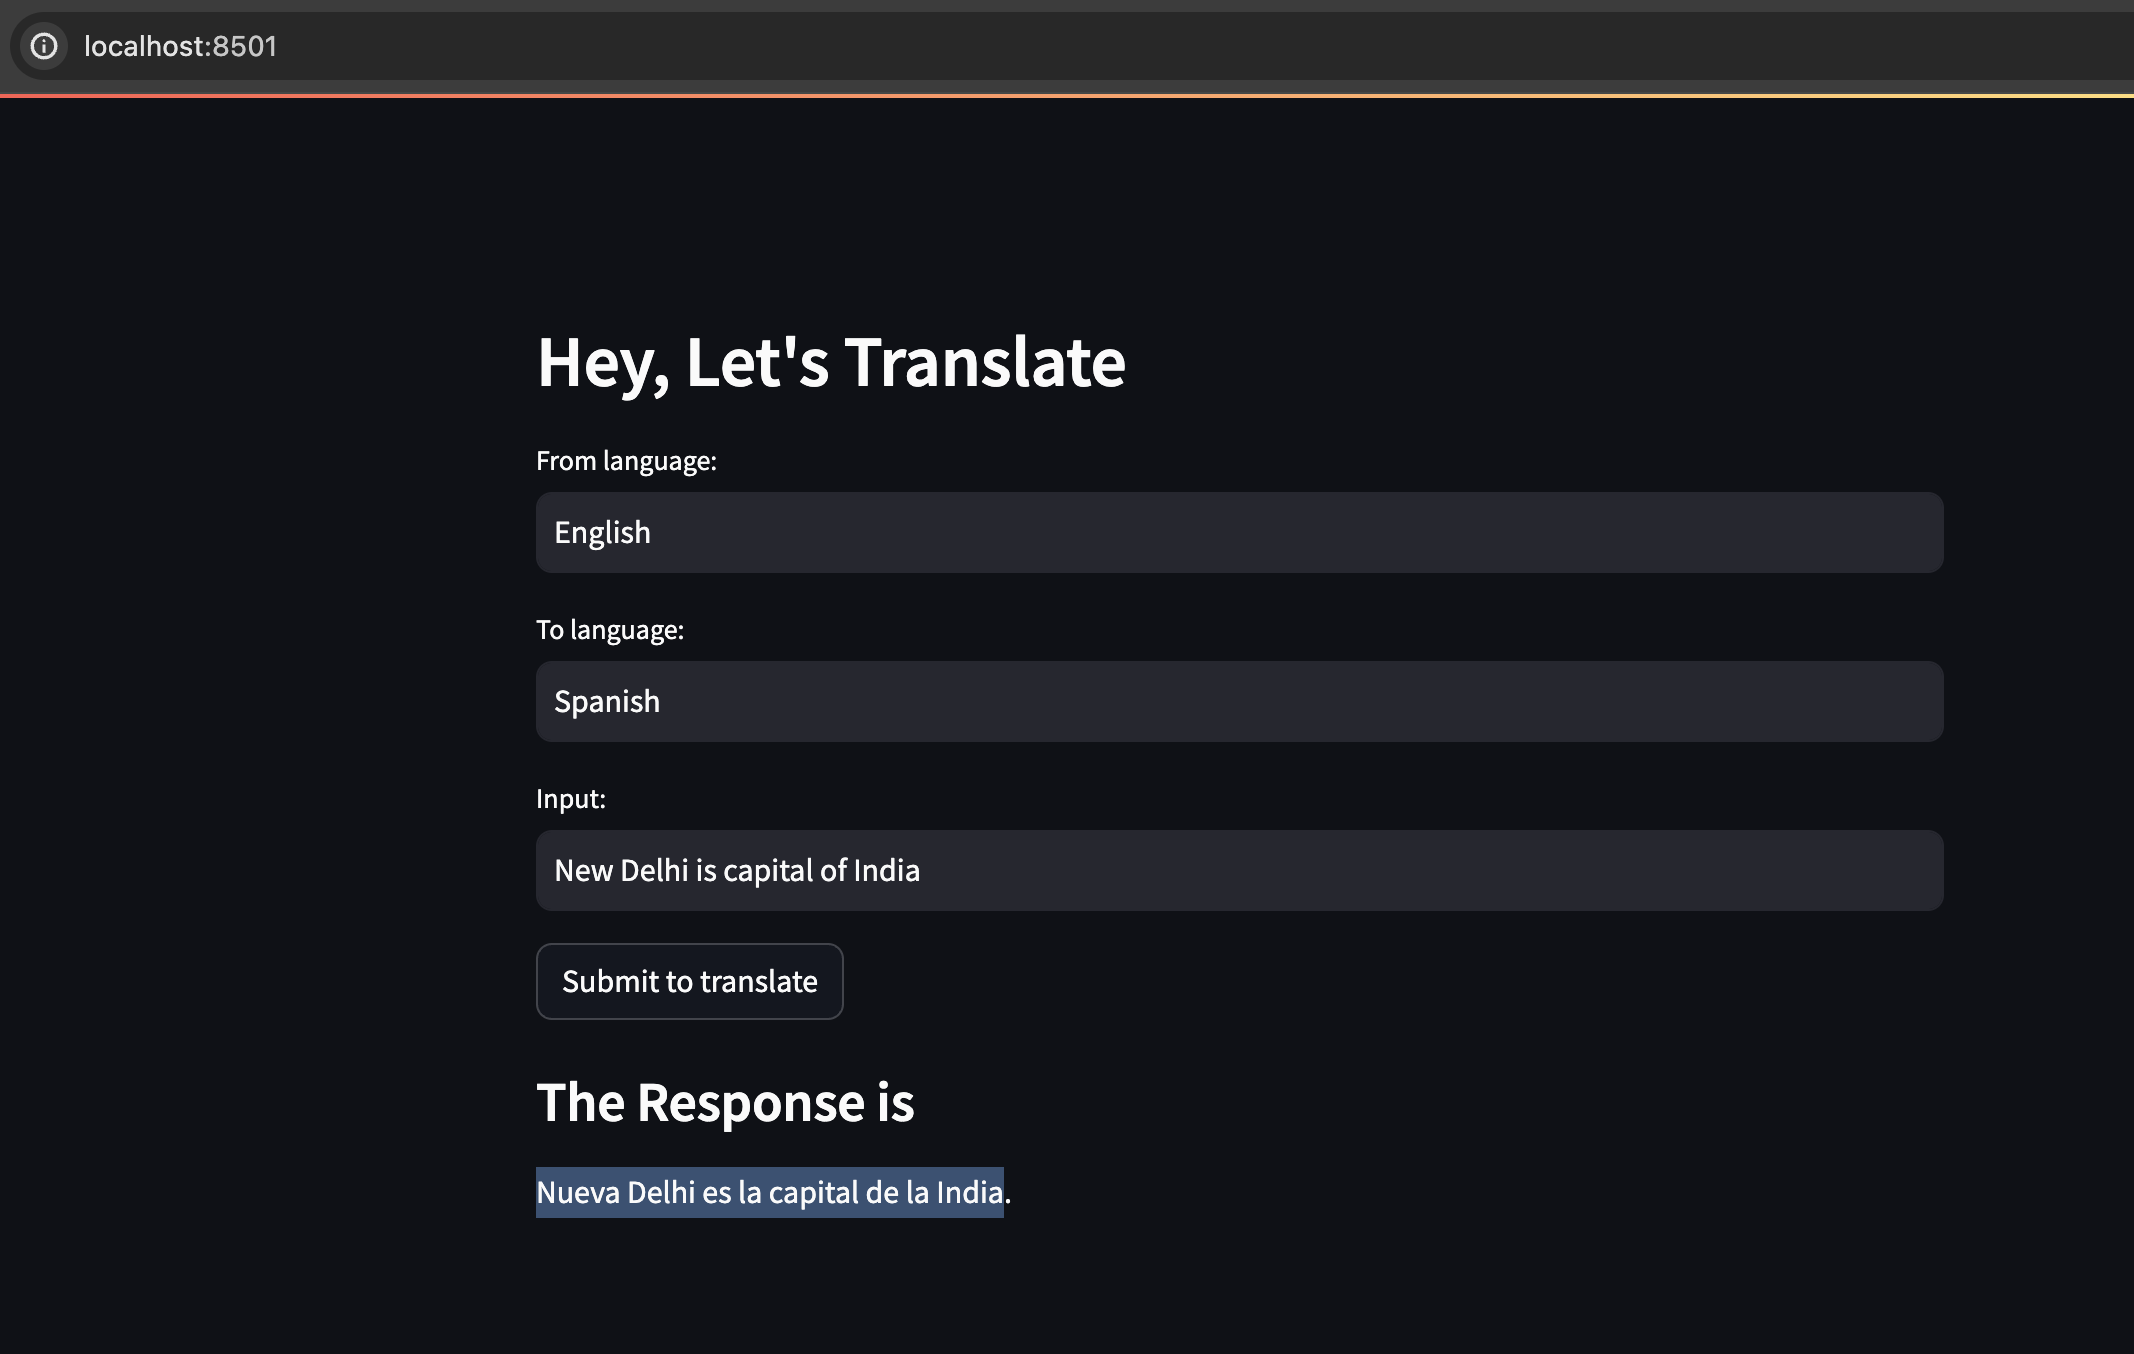 localhost:8501
Hey, Let's Translate
From language:
English
To language:
Spanish
Input:
New Delhi is capital of India
Submit to translate
The Response is
Nueva Delhi es la capital de la India.